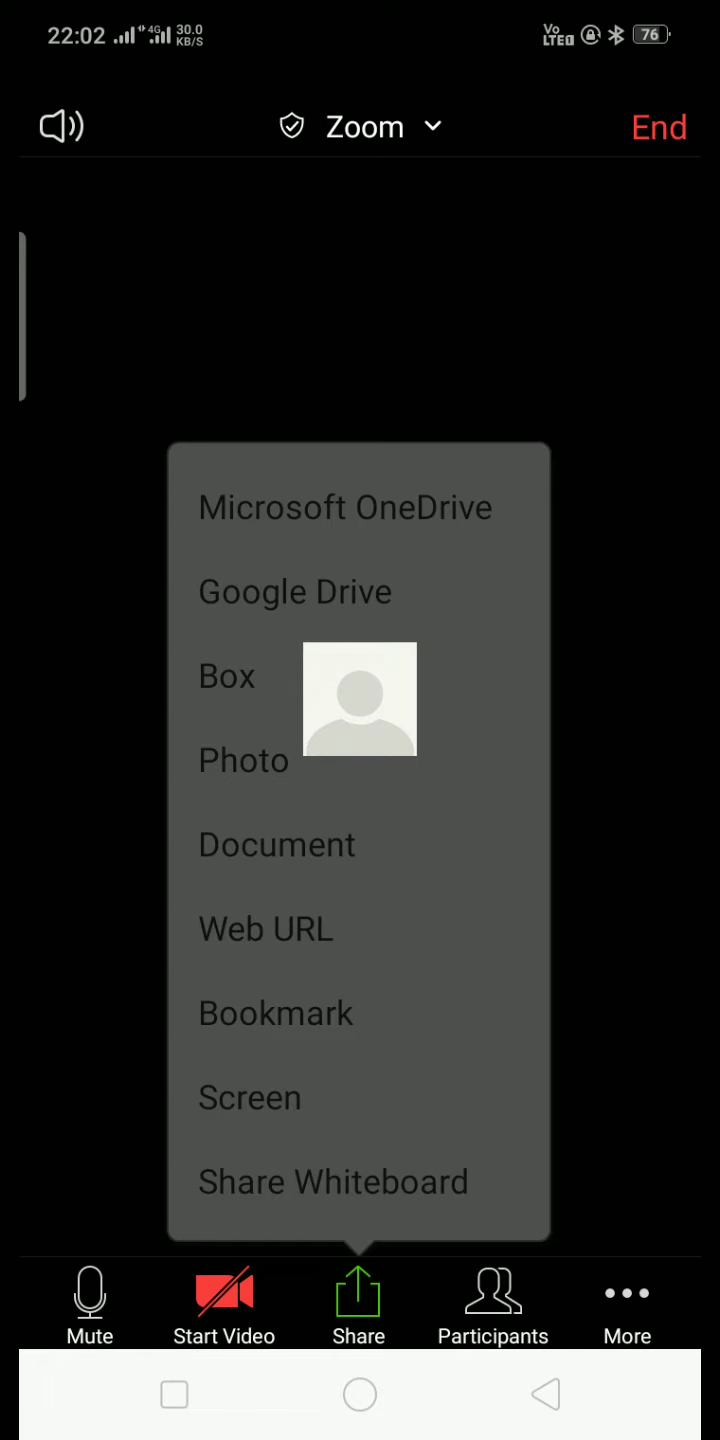 22:02 4G 30.0 KB/S Vo LTE1 76
Zoom End
Microsoft OneDrive
Google Drive
Box
Photo
Document
Web URL
Bookmark
Screen
Share Whiteboard
Mute Start Video Share Participants More